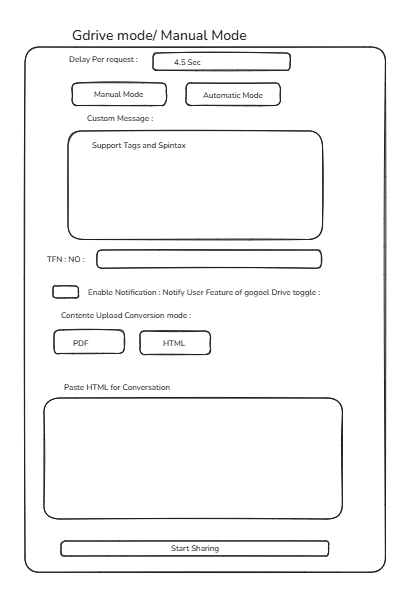 Gdrive mode/ Manual Mode
Delay Per request :
4.5 Sec
Manual Mode
Automatic Mode
Custom Message :
Support Tags and Spintax
TFN : NO :
Enable Notification : Notify User Feature of gogoel Drive toggle :
Contente Upload Conversion mode :
PDF
HTML
Paste HTML for Conversation
Start Sharing